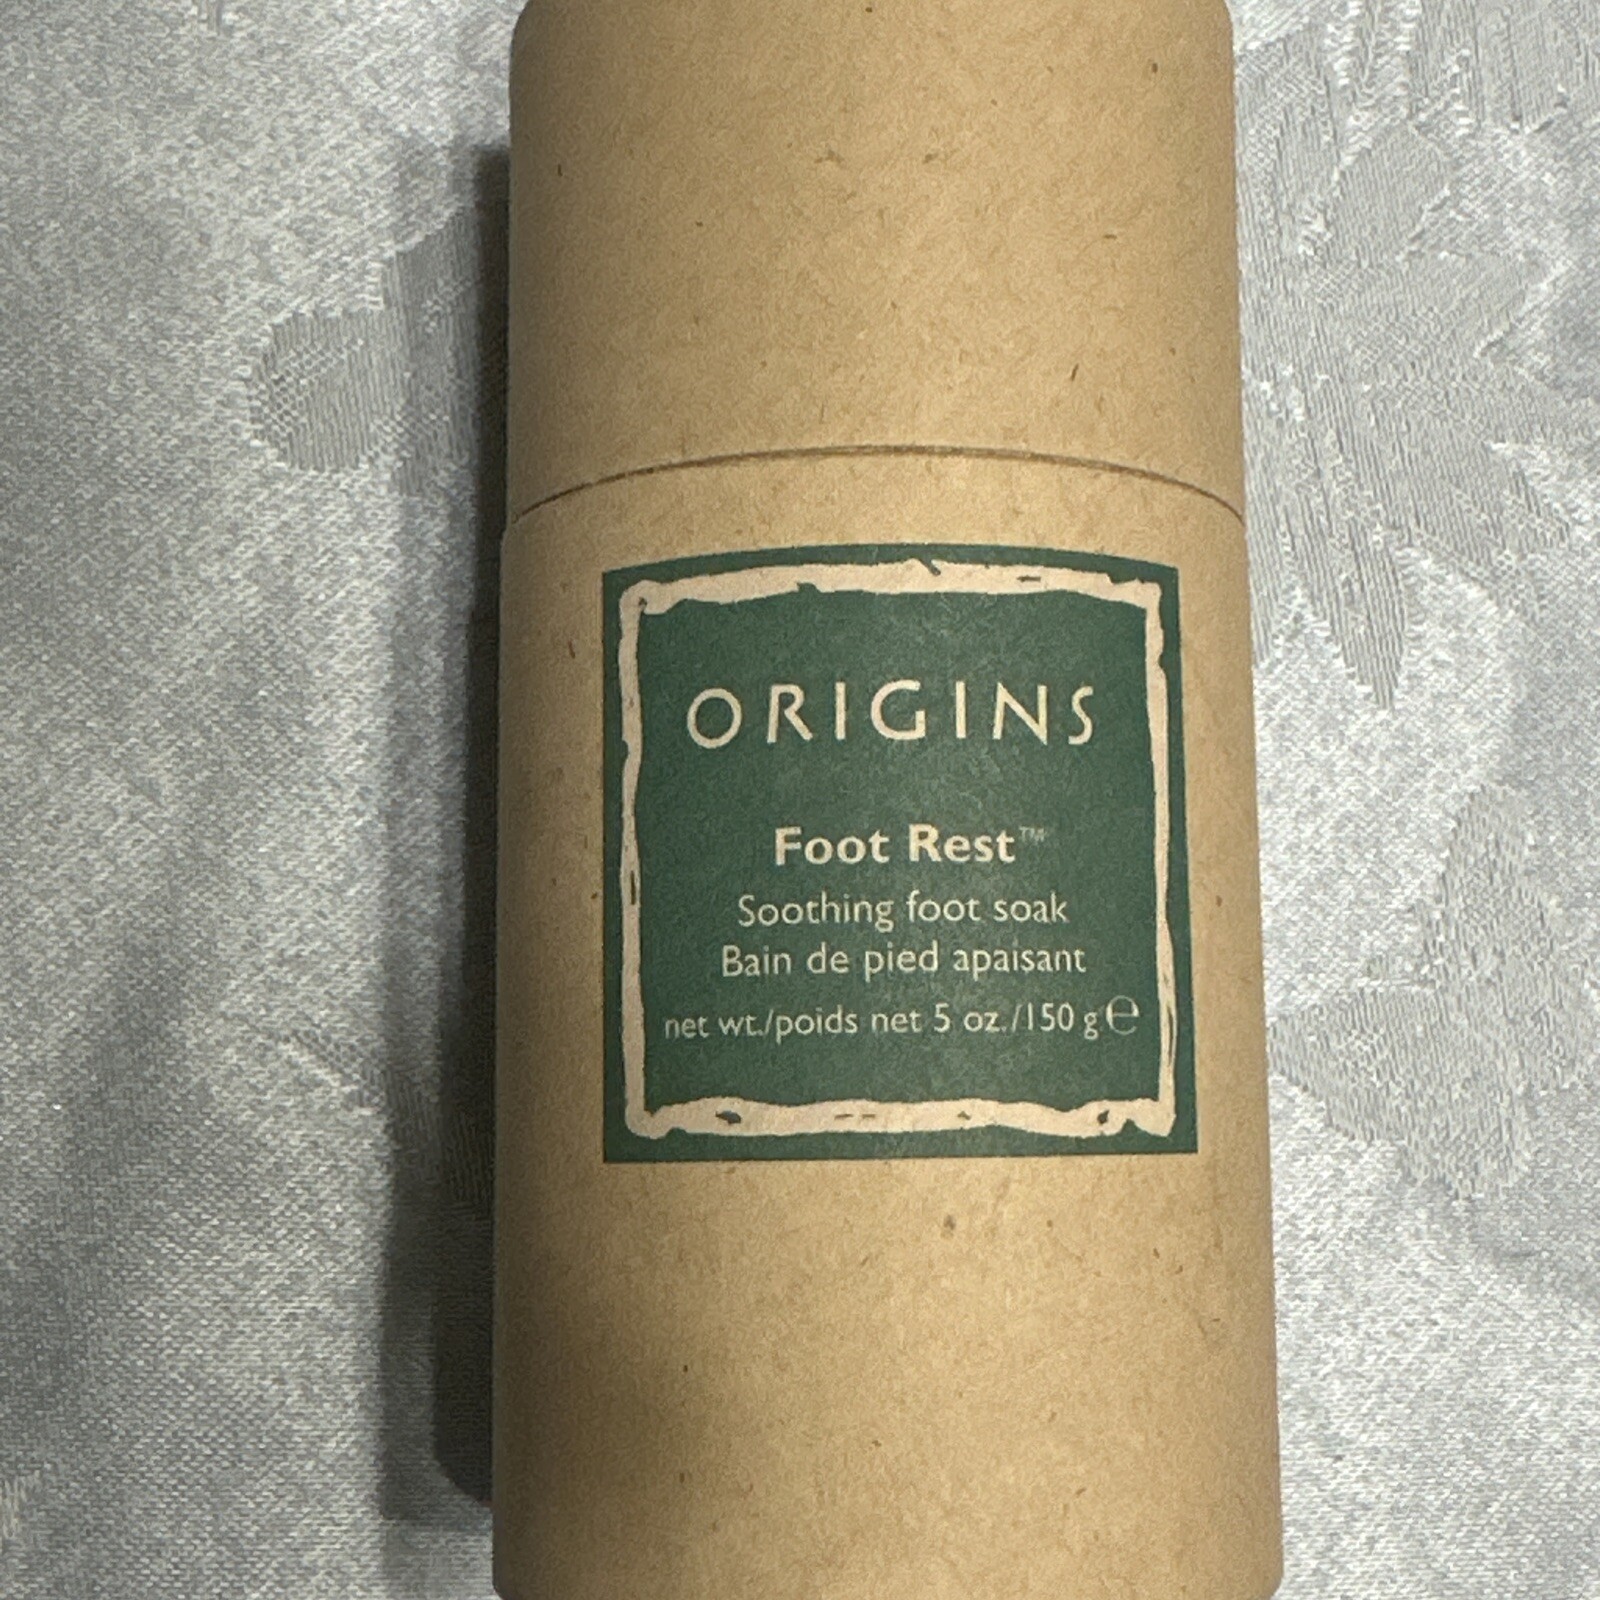 ORIGINS
Foot Rest™
Soothing foot soak
Bain de pied apaisant
net wt./poids net 5 oz./150 g ℮